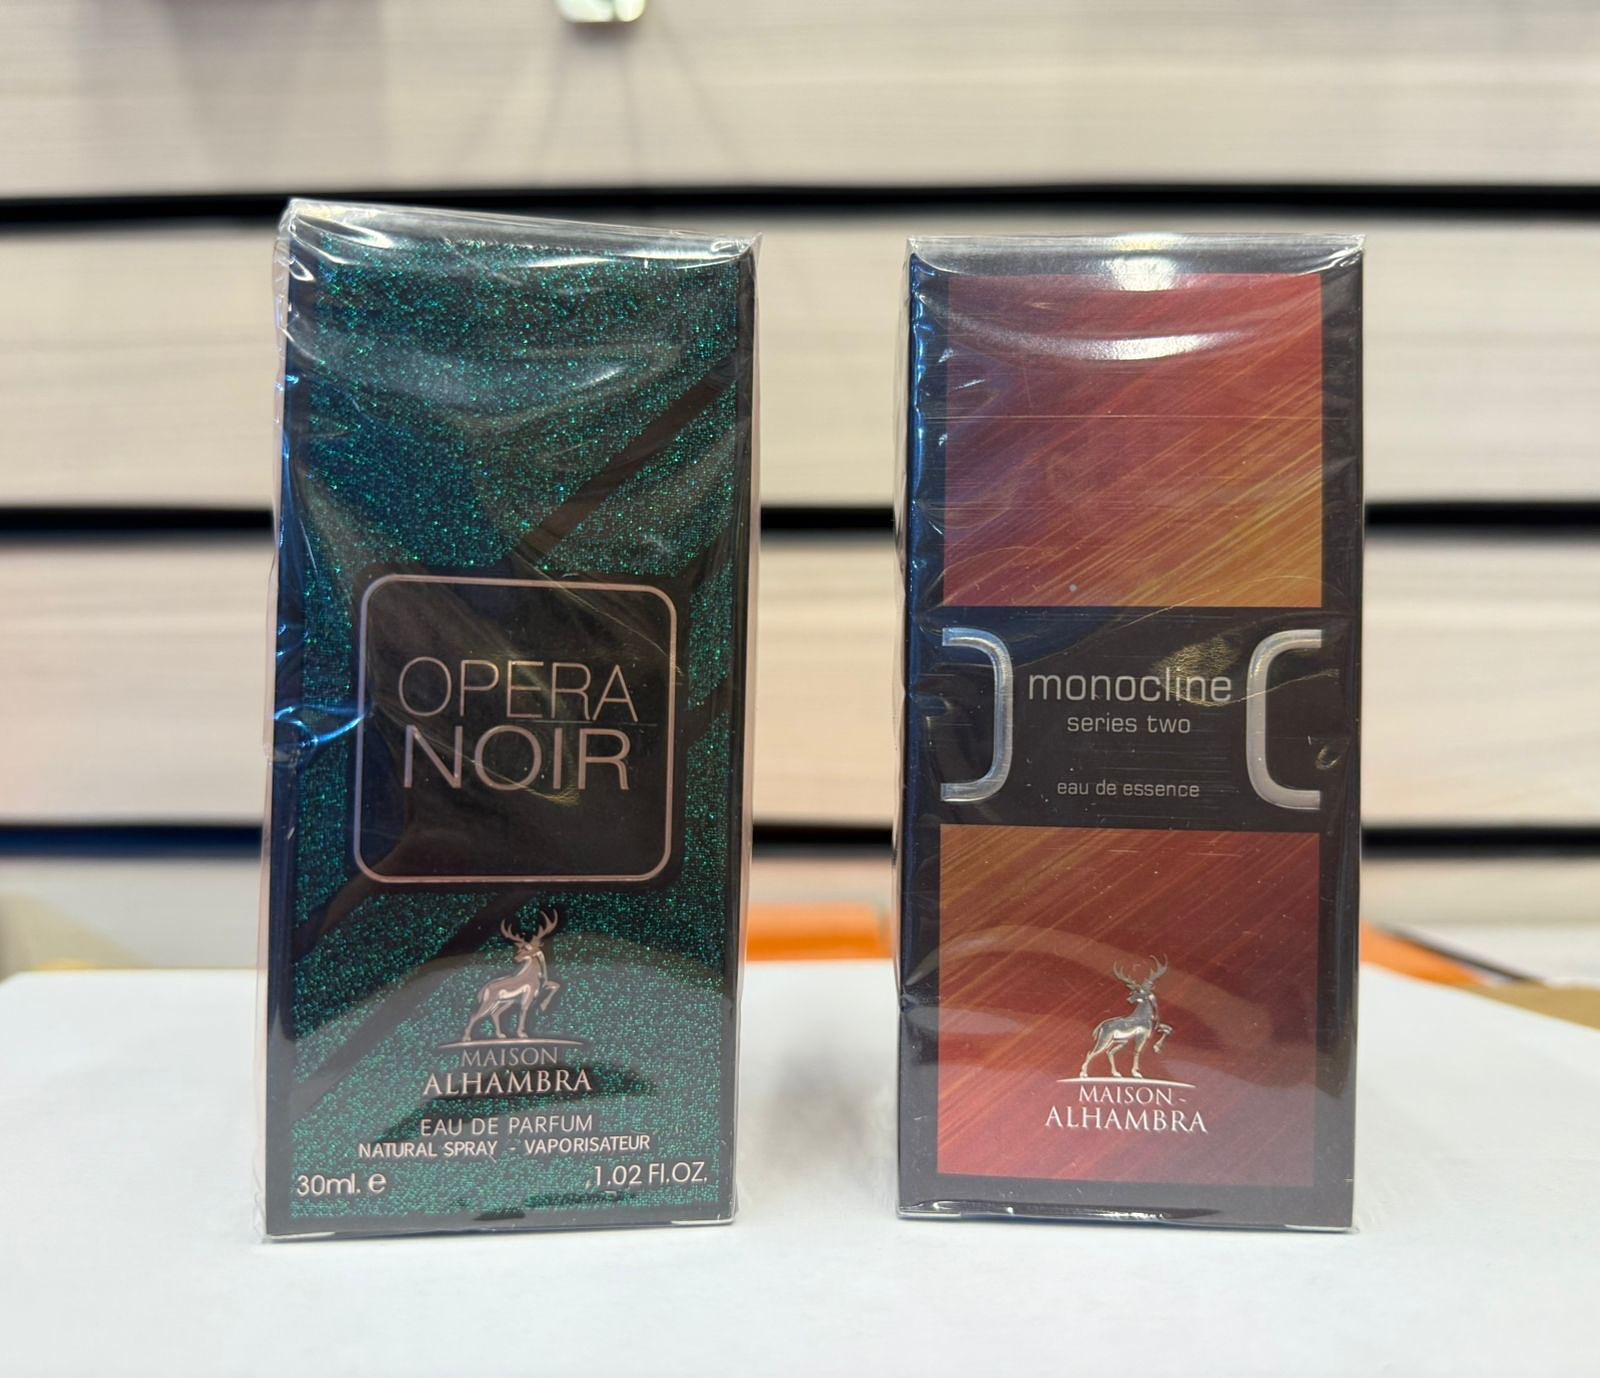 OPERA
NOIR
MAISON
ALHAMBRA
EAU DE PARFUM
NATURAL SPRAY - VAPORISATEUR
30ml. e
1.02 Fl.OZ.
monocline
series two
eau de essence
MAISON
ALHAMBRA